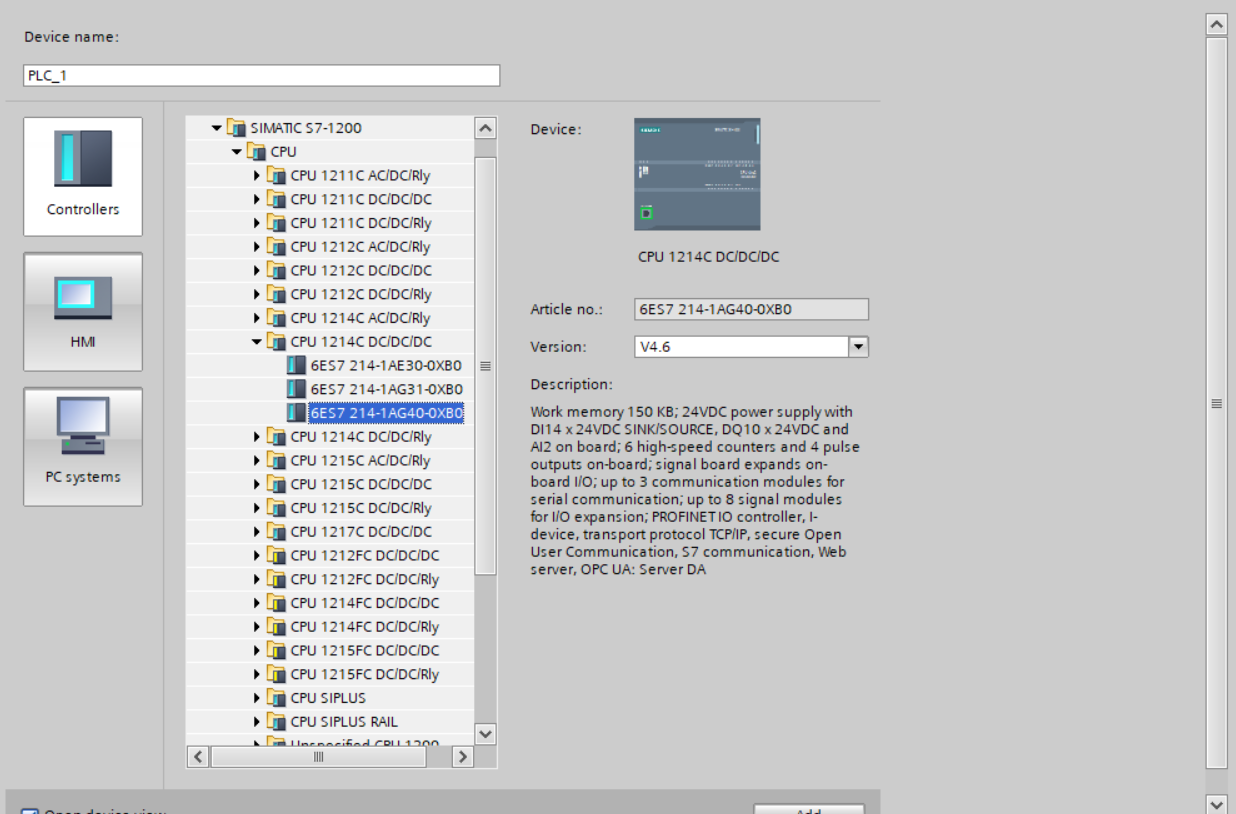 Device name:
PLC_1
Controllers
HMI
PC systems
SIMATIC S7-1200
CPU
CPU 1211C AC/DC/Rly
CPU 1211C DC/DC/DC
CPU 1211C DC/DC/Rly
CPU 1212C AC/DC/Rly
CPU 1212C DC/DC/DC
CPU 1212C DC/DC/Rly
CPU 1214C AC/DC/Rly
CPU 1214C DC/DC/DC
6ES7 214-1AE30-0XB0
6ES7 214-1AG31-0XB0
6ES7 214-1AG40-0XB0
CPU 1214C DC/DC/Rly
CPU 1215C AC/DC/Rly
CPU 1215C DC/DC/DC
CPU 1215C DC/DC/Rly
CPU 1217C DC/DC/DC
CPU 1212FC DC/DC/DC
CPU 1212FC DC/DC/Rly
CPU 1214FC DC/DC/DC
CPU 1214FC DC/DC/Rly
CPU 1215FC DC/DC/DC
CPU 1215FC DC/DC/Rly
CPU SIPLUS
CPU SIPLUS RAIL
Unspecified CPU 1200
Device:
CPU 1214C DC/DC/DC
Article no.:
6ES7 214-1AG40-0XB0
Version:
V4.6
Description:
Work memory 150 KB; 24VDC power supply with
DI14 x 24VDC SINK/SOURCE, DQ10 x 24VDC and
AI2 on board; 6 high-speed counters and 4 pulse
outputs on-board; signal board expands on-
board I/O; up to 3 communication modules for
serial communication; up to 8 signal modules
for I/O expansion; PROFINET IO controller, I-
device, transport protocol TCP/IP, secure Open
User Communication, S7 communication, Web
server, OPC UA: Server DA
Open device view
Add